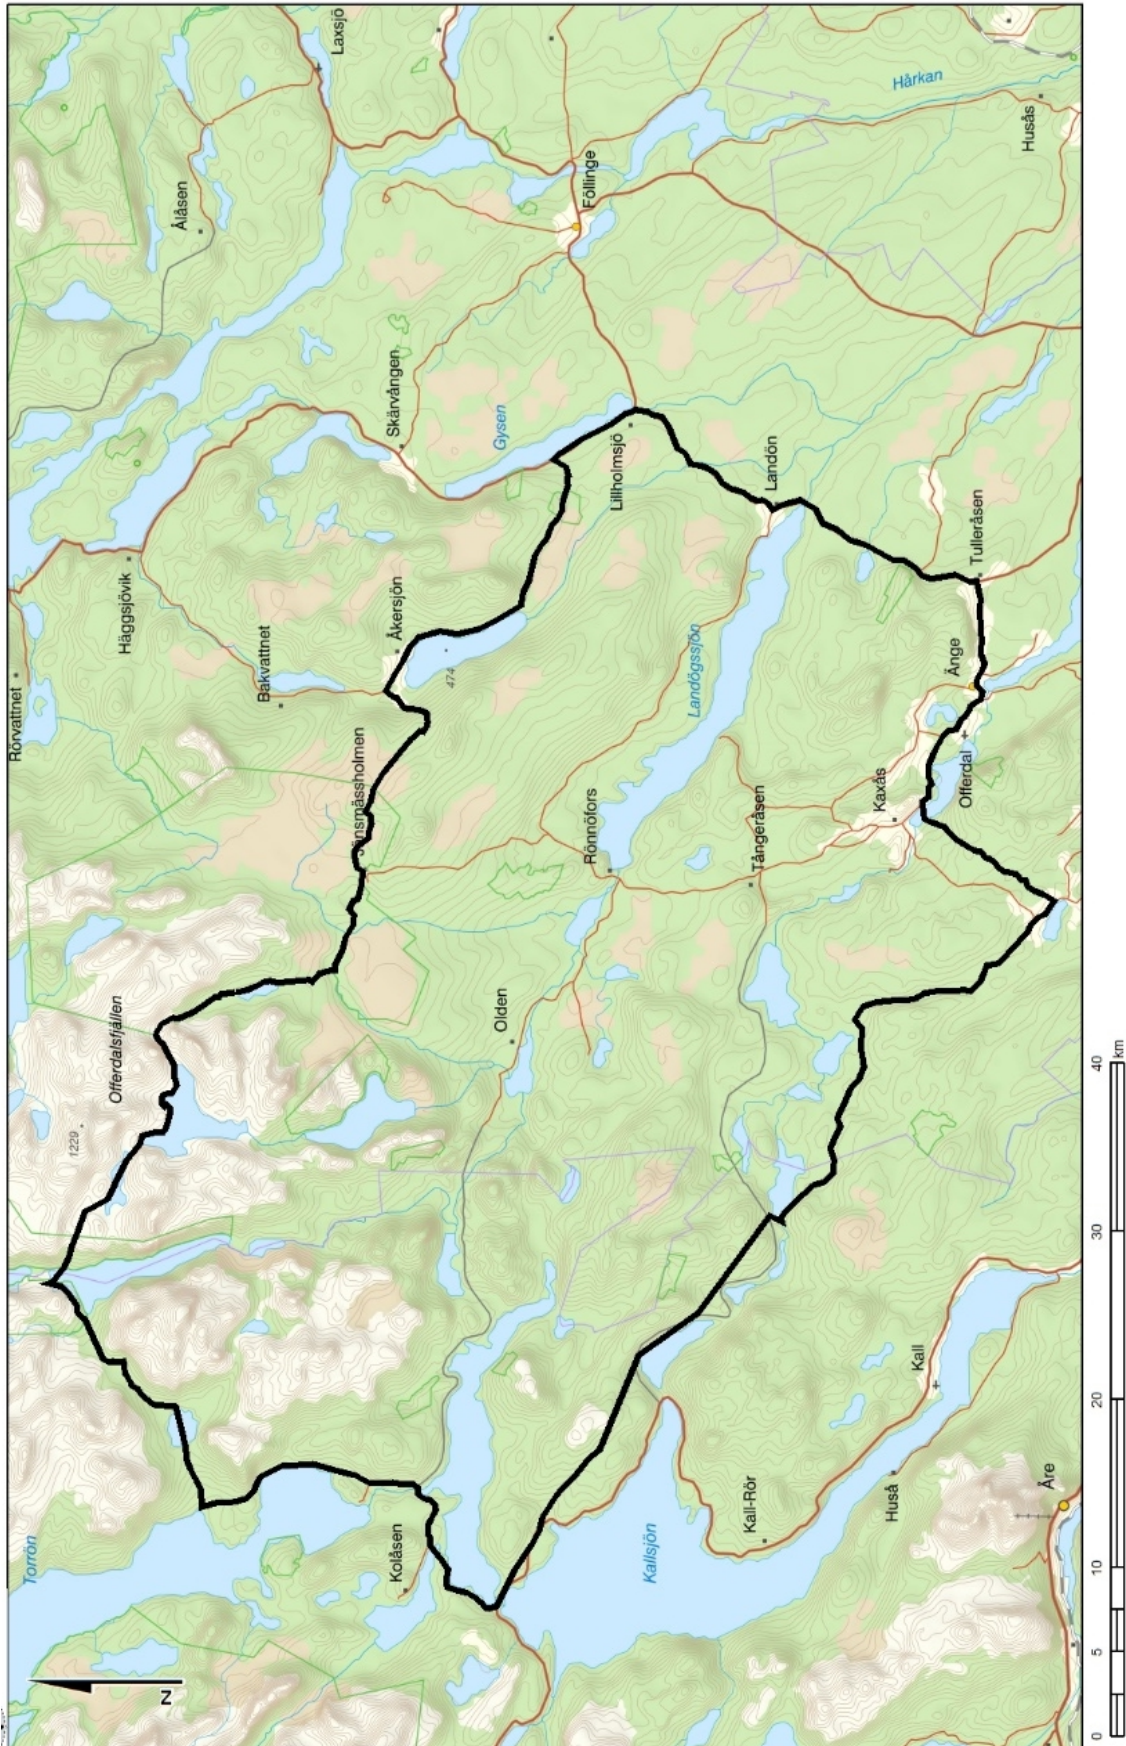 Rörvattnet
Torrön
1229
Offerdalsfjällen
Häggsjövik
N
Ålåsen
Bakvattnet
Laxsjö
Jänsmässholmen
Skärvången
Åkersjön
Kolåsen
474
Gysen
Olden
Föllinge
Rönnöfors
Lillholmsjö
Kallsjön
Landögssjön
Kall-Rör
Tångeråsen
Landön
Kaxås
Huså
Hårkan
Kall
Änge
Offerdal
Tulleråsen
Husås
Åre
0 5 10 20 30 40 km